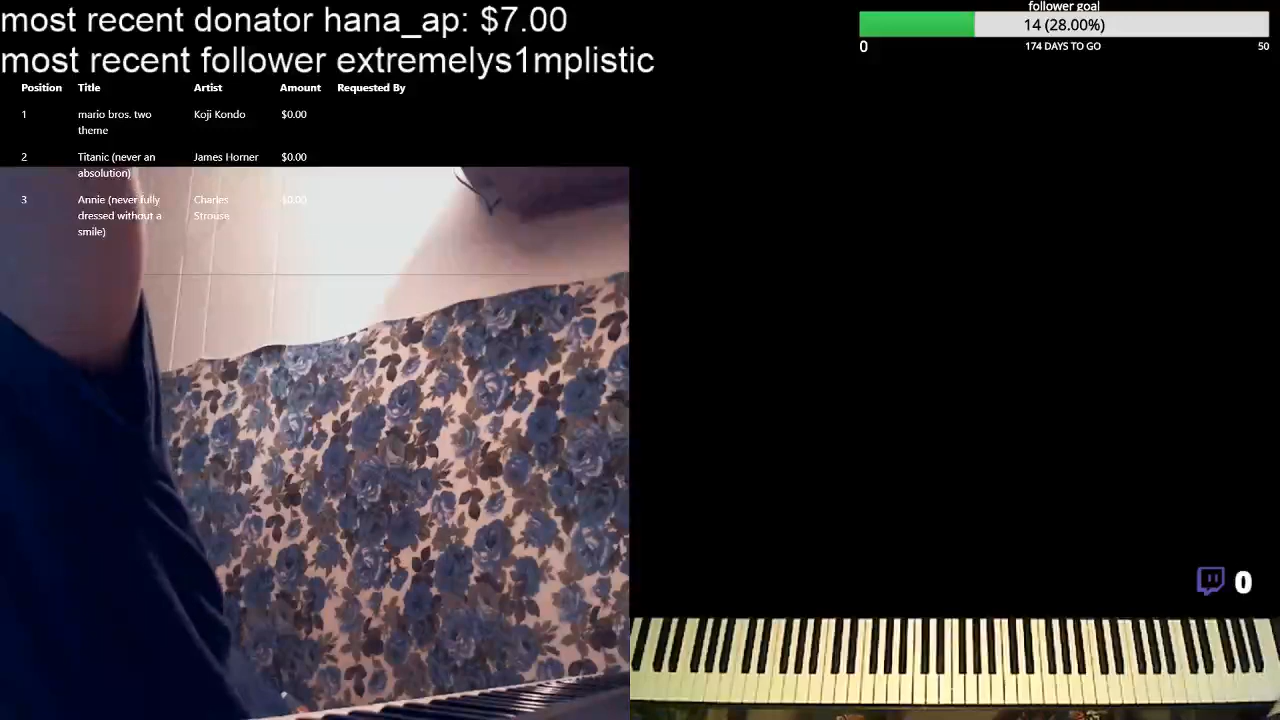 most recent donator hana_ap: $7.00
most recent follower extremelys1mplistic
follower goal
14 (28.00%)
0
174 DAYS TO GO
50
Position Title Artist Amount Requested By
1 mario bros. two Koji Kondo $0.00
theme
2 Titanic (never an James Horner $0.00
absolution)
3 Annie (never fully Charles $0.00
dressed without a Strouse
smile)
0